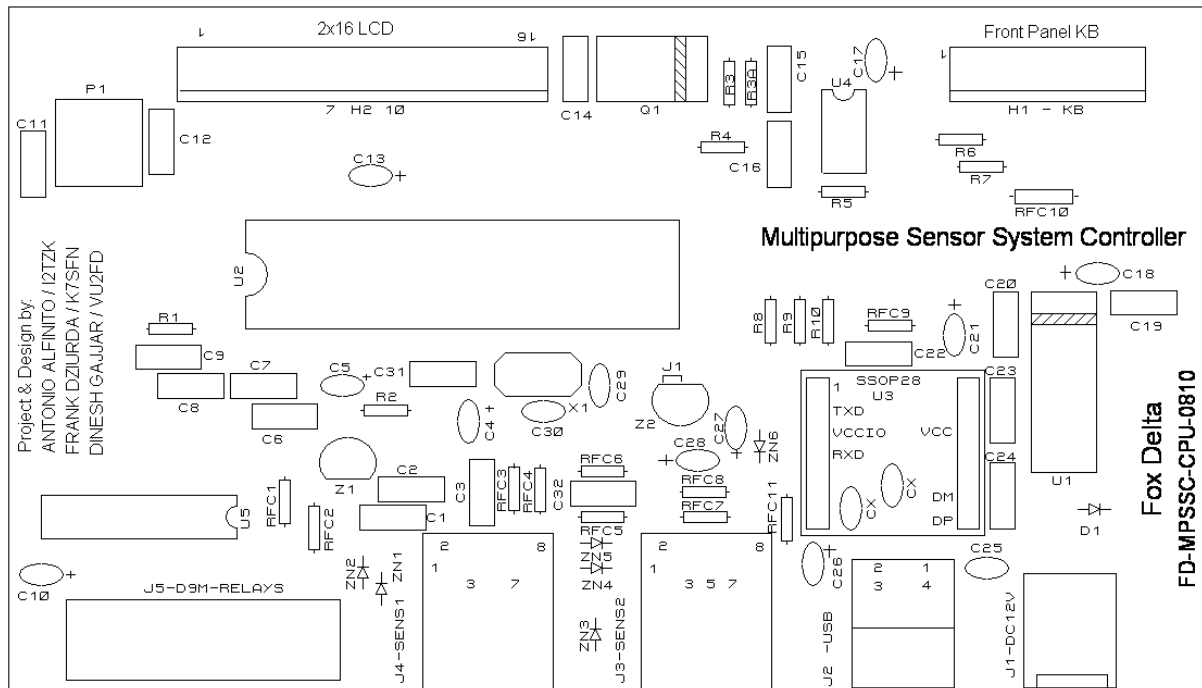 1
2x16 LCD
16
Front Panel KB
1
P1
C11
C12
7 H2 10
C14
Q1
R3
R3A
C15
C17
+
U4
H1 - KB
R4
C16
R5
R6
R7
RFC10
C13
+
Multipurpose Sensor System Controller
U2
Project & Design by:
ANTONIO ALFINITO / I2TZK
FRANK DZIURDA / K7SFN
DINESH GAJJAR / VU2FD
+
C18
C20
C19
R1
C9
C8
C7
C6
C5
+
C31
R2
X1
C29
C30
C4
+
J1
Z2
R8
R9
R10
RFC9
C22
+
C21
SSOP28
U3
1
TXD
VCCIO
RXD
VCC
DM
DP
CX
CX
C23
C24
U1
D1
Fox Delta
FD-MPSSC-CPU-0810
C27
+
C28
+
ZN6
Z1
C2
C1
C3
RFC3
RFC4
C32
RFC6
RFC5
RFC8
RFC7
RFC11
RFC1
RFC2
U5
C10
+
J5-D9M-RELAYS
ZN2
ZN1
J4-SENS1
2
8
1
3
7
ZN5
ZN4
ZN3
J3-SENS2
2
8
1
3 5 7
C26
+
J2 -USB
2 1
3 4
C25
J1-DC12V